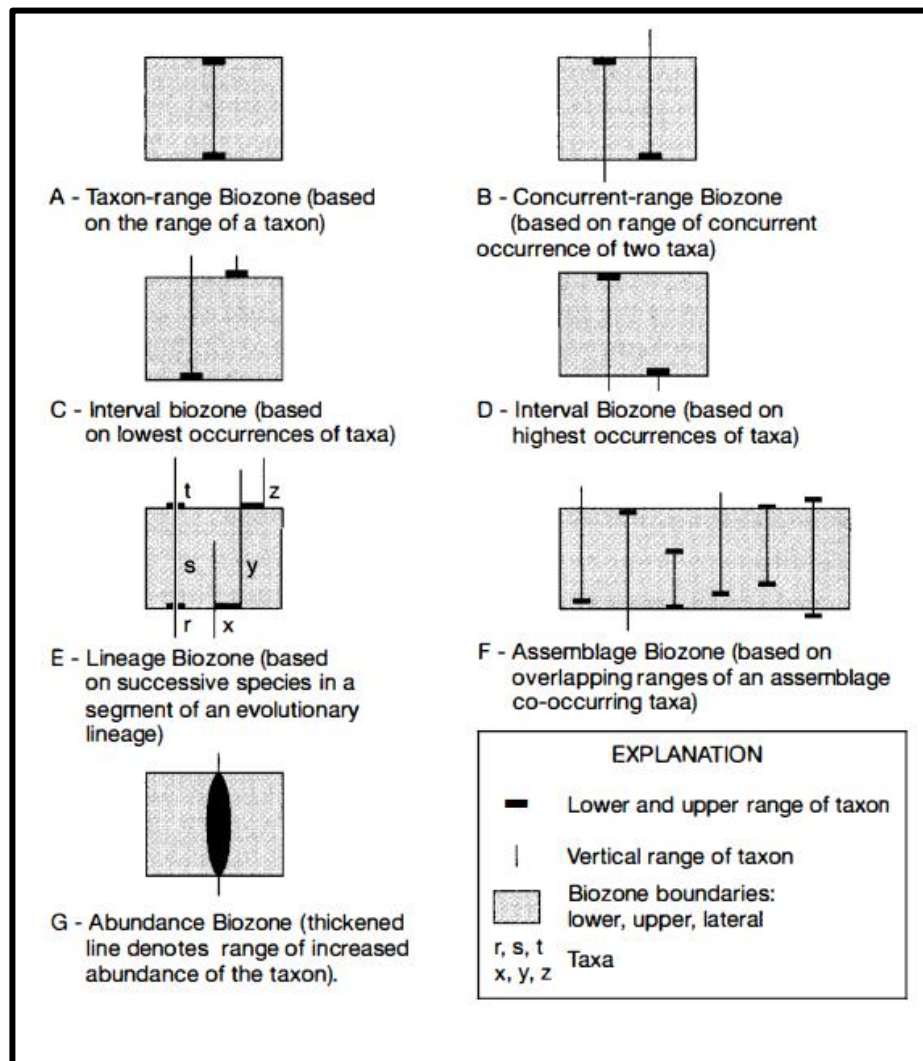 A - Taxon-range Biozone (based
on the range of a taxon)
B - Concurrent-range Biozone
(based on range of concurrent
occurrence of two taxa)
C - Interval biozone (based
on lowest occurrences of taxa)
D - Interval Biozone (based on
highest occurrences of taxa)
t
z
s
y
r
x
E - Lineage Biozone (based
on successive species in a
segment of an evolutionary
lineage)
F - Assemblage Biozone (based on
overlapping ranges of an assemblage
co-occurring taxa)
G - Abundance Biozone (thickened
line denotes range of increased
abundance of the taxon).
EXPLANATION
Lower and upper range of taxon
Vertical range of taxon
Biozone boundaries:
lower, upper, lateral
r, s, t
x, y, z
Taxa